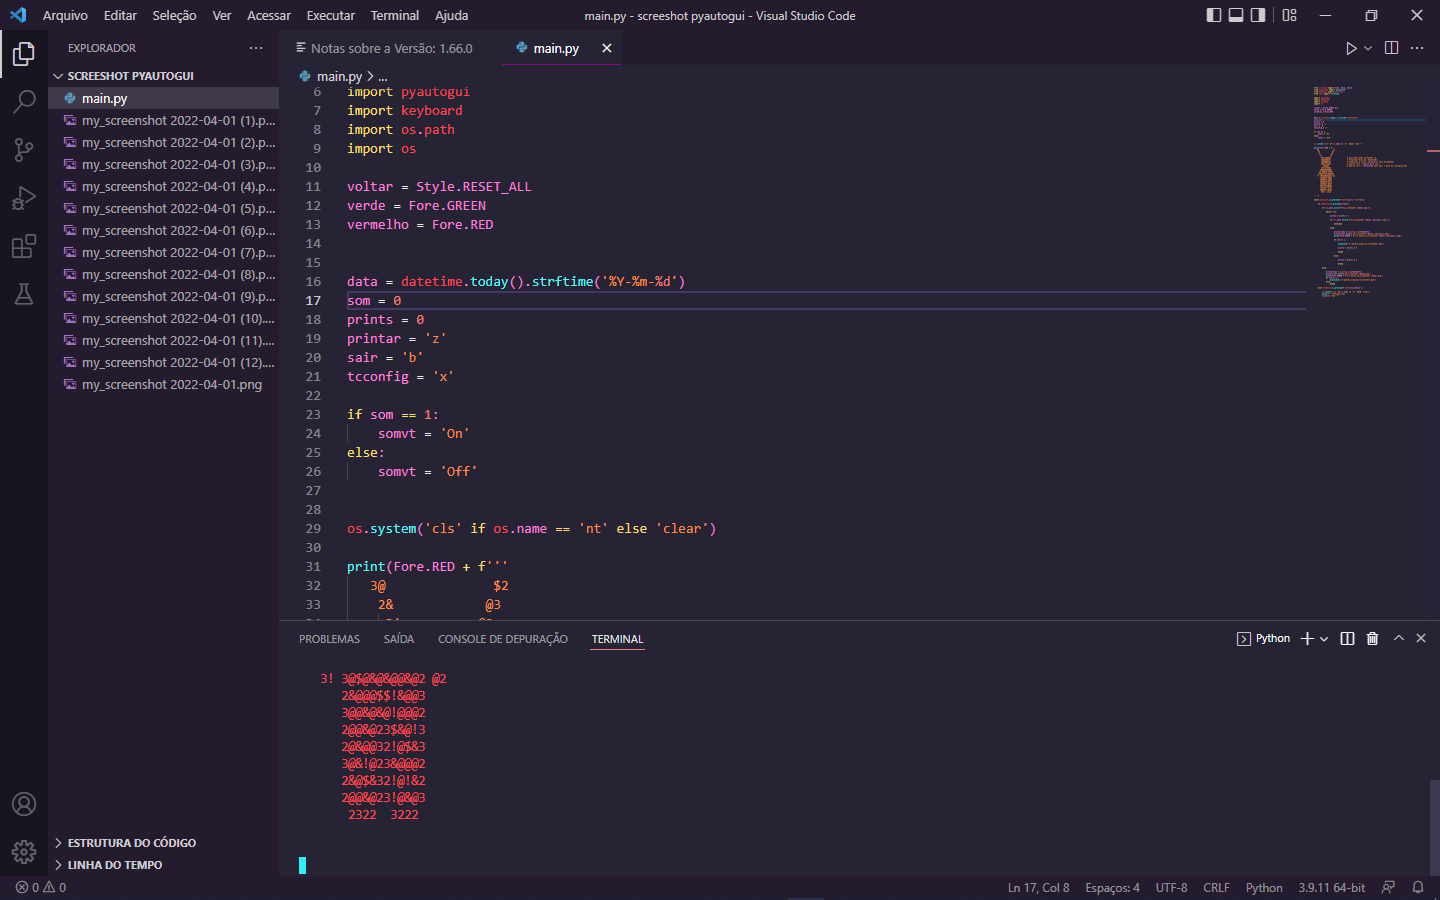 Arquivo Editar Seleção Ver Acessar Executar Terminal Ajuda
main.py - screeshot pyautogui - Visual Studio Code
EXPLORADOR
SCREESHOT PYAUTOGUI
main.py
my_screenshot 2022-04-01 (1).p...
my_screenshot 2022-04-01 (2).p...
my_screenshot 2022-04-01 (3).p...
my_screenshot 2022-04-01 (4).p...
my_screenshot 2022-04-01 (5).p...
my_screenshot 2022-04-01 (6).p...
my_screenshot 2022-04-01 (7).p...
my_screenshot 2022-04-01 (8).p...
my_screenshot 2022-04-01 (9).p...
my_screenshot 2022-04-01 (10)....
my_screenshot 2022-04-01 (11)....
my_screenshot 2022-04-01 (12)....
my_screenshot 2022-04-01.png
ESTRUTURA DO CÓDIGO
LINHA DO TEMPO
Notas sobre a Versão: 1.66.0
main.py
main.py > ...
6 import pyautogui
7 import keyboard
8 import os.path
9 import os
10
11 voltar = Style.RESET_ALL
12 verde = Fore.GREEN
13 vermelho = Fore.RED
14
15
16 data = datetime.today().strftime('%Y-%m-%d')
17 som = 0
18 prints = 0
19 printar = 'z'
20 sair = 'b'
21 tcconfig = 'x'
22
23 if som == 1:
24     somvt = 'On'
25 else:
26     somvt = 'Off'
27
28
29 os.system('cls' if os.name == 'nt' else 'clear')
30
31 print(Fore.RED + f'''
32    3@              $2
33     2&            @3
PROBLEMAS SAÍDA CONSOLE DE DEPURAÇÃO TERMINAL
Python
3! 3@$@&@&@@&@2 @2
2&@@@$$!&@@3
3@@&@&@!@@@2
2@@&@23$&@!3
2@&@@32!@$&3
3@&!@23&@@@2
2&@$&32!@!&2
2@@&@23!@&@3
2322  3222
0 0
Ln 17, Col 8 Espaços: 4 UTF-8 CRLF Python 3.9.11 64-bit